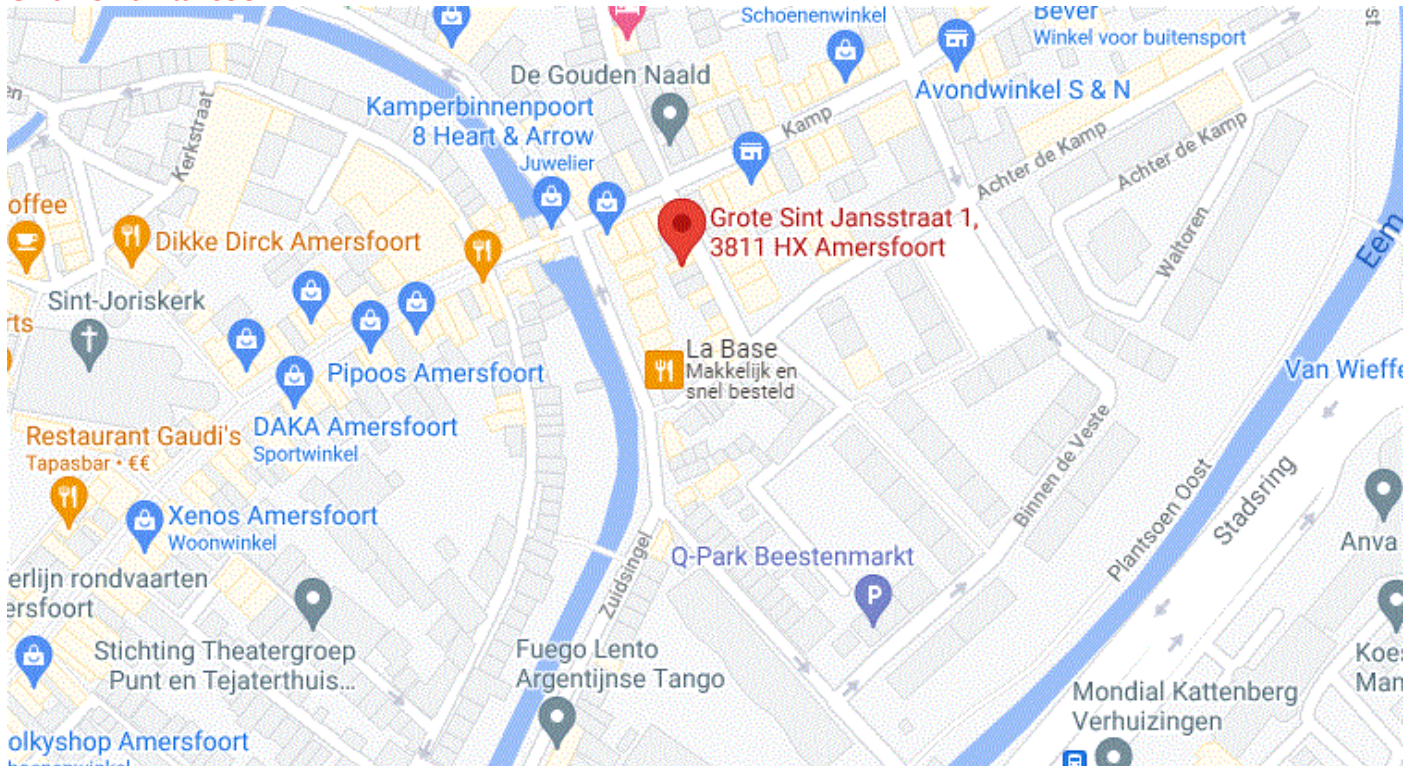 Schoenenwinkel
Bever
Winkel voor buitensport
De Gouden Naald
Avondwinkel S & N
Kamperbinnenpoort
8 Heart & Arrow
Juwelier
Kamp
Kerkstraat
Achter de Kamp
Achter de Kamp
offee
Dikke Dirck Amersfoort
Grote Sint Jansstraat 1,
3811 HX Amersfoort
Waltoren
Eem
Sint-Joriskerk
rts
La Base
Makkelijk en
snel besteld
Pipoos Amersfoort
Van Wieffe
DAKA Amersfoort
Sportwinkel
Restaurant Gaudi's
Tapasbar • €€
Binnen de Veste
Plantsoen Oost
Stadsring
Xenos Amersfoort
Woonwinkel
Anva
Q-Park Beestenmarkt
P
Zuidsingel
erlijn rondvaarten
ersfoort
Stichting Theatergroep
Punt en Tejaterthuis...
Fuego Lento
Argentijnse Tango
Koes
Man
Mondial Kattenberg
Verhuizingen
olkyshop Amersfoort